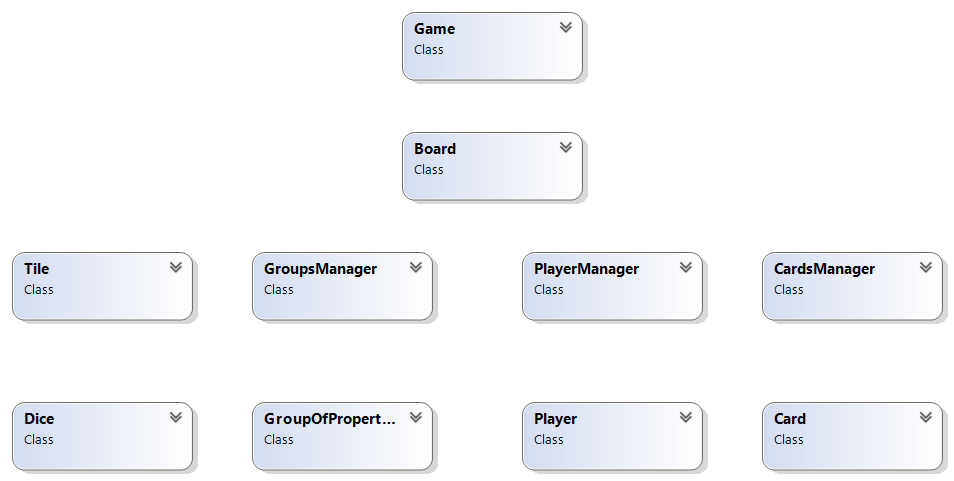 Game
Class
Board
Class
Tile
Class
GroupsManager
Class
PlayerManager
Class
CardsManager
Class
Dice
Class
GroupOfPropert...
Class
Player
Class
Card
Class